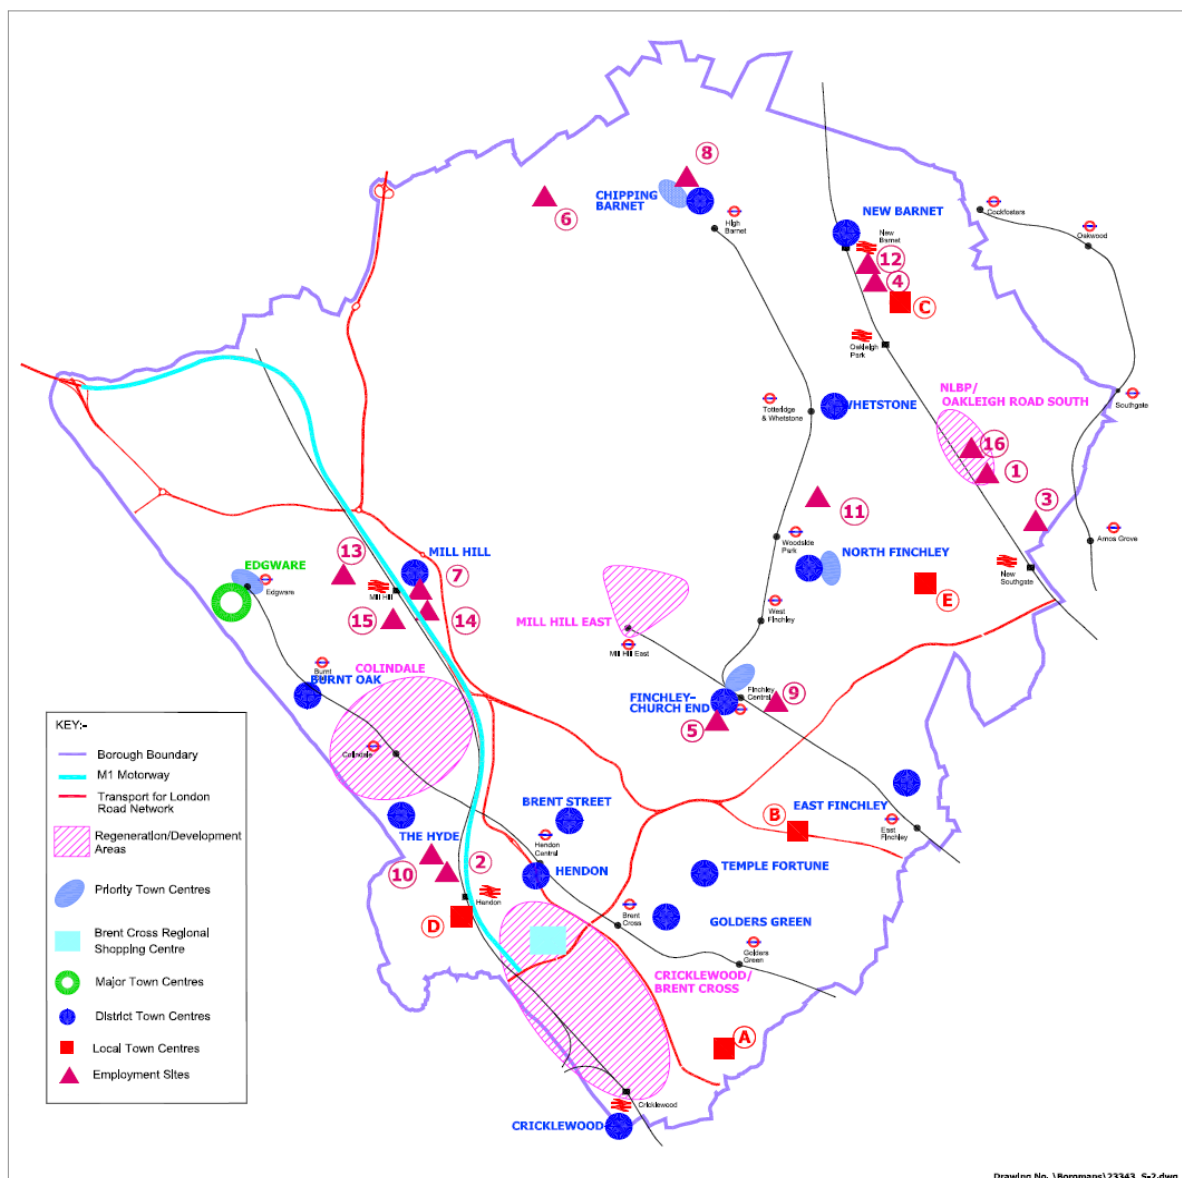 8
CHIPPING
BARNET
6
High
Barnet
NEW BARNET
New
Barnet
12
4
C
Cockfosters
Oakwood
Oakleigh
Park
NLBP/
OAKLEIGH ROAD SOUTH
Southgate
Totteridge
& Whetstone
WHETSTONE
16
1
3
11
Woodside
Park
NORTH FINCHLEY
Arnos Grove
New
Southgate
E
13
MILL HILL
7
EDGWARE
Edgware
Mill Hill
15
14
MILL HILL EAST
Mill Hill East
West
Finchley
COLINDALE
Burnt
BURNT OAK
FINCHLEY-
CHURCH END
Finchley
Central
9
5
Colindale
KEY:-
Borough Boundary
M1 Motorway
Transport for London
Road Network
Regeneration/Development
Areas
Priority Town Centres
Brent Cross Regional
Shopping Centre
Major Town Centres
District Town Centres
Local Town Centres
Employment Sites
THE HYDE
10
2
Hendon
D
BRENT STREET
Hendon
Central
HENDON
B
EAST FINCHLEY
East
Finchley
TEMPLE FORTUNE
GOLDERS GREEN
Brent
Cross
Golders
Green
CRICKLEWOOD/
BRENT CROSS
A
Cricklewood
CRICKLEWOOD
Drawing No. \Boromaps\23343_S-2.dwg